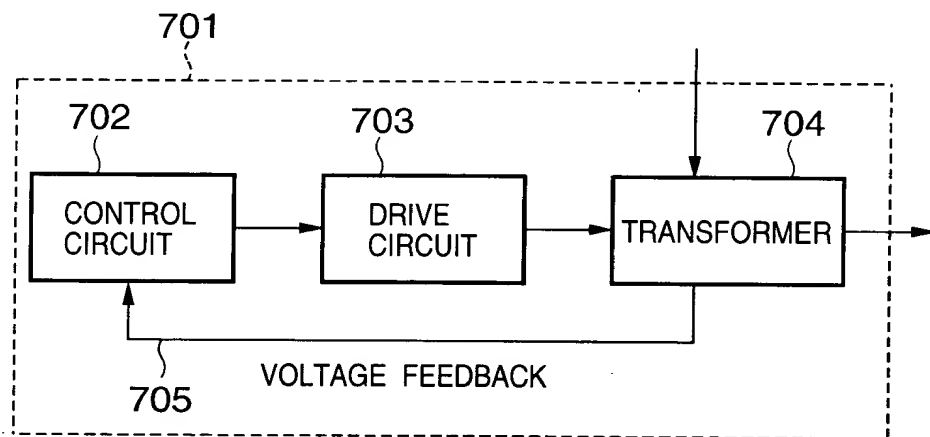 701
702
703
704
CONTROL
CIRCUIT
DRIVE
CIRCUIT
TRANSFORMER
VOLTAGE FEEDBACK
705